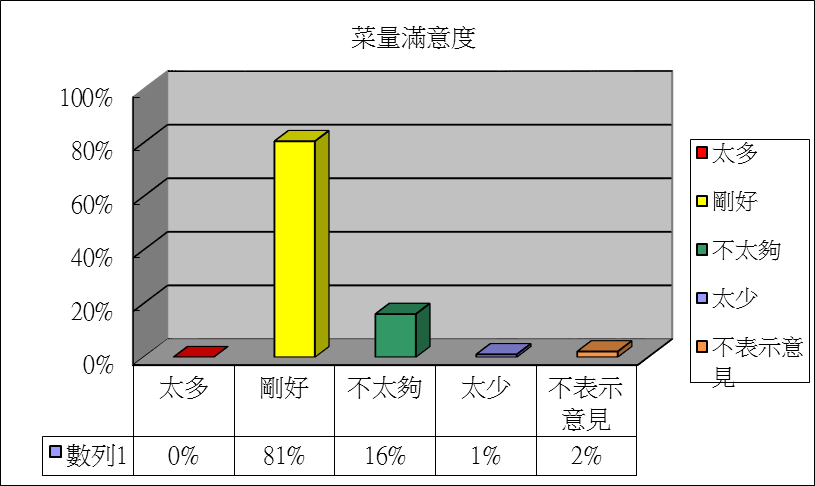 菜量滿意度
100%
80%
60%
40%
20%
0%
太多
剛好
不太夠
太少
不表示
意見
數列1
0%
81%
16%
1%
2%
太多
剛好
不太夠
太少
不表示意
見